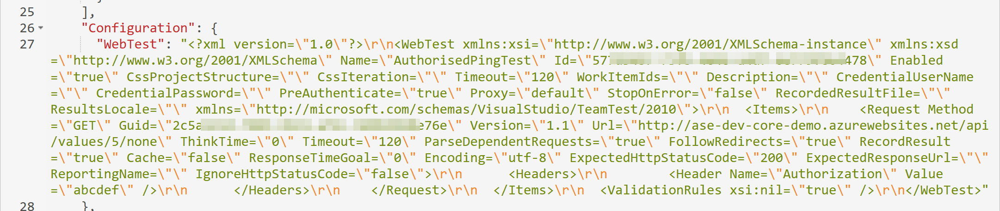 25 ],
26 "Configuration": {
27 "WebTest": "<?xml version=\"1.0\"?>\r\n<WebTest xmlns:xsi=\"http://www.w3.org/2001/XMLSchema-instance\" xmlns:xsd
=\"http://www.w3.org/2001/XMLSchema\" Name=\"AuthorisedPingTest\" Id=\"57 478\" Enabled
=\"true\" CssProjectStructure=\"\" CssIteration=\"\" Timeout=\"120\" WorkItemIds=\"\" Description=\"\" CredentialUserName
=\"\" CredentialPassword=\"\" PreAuthenticate=\"true\" Proxy=\"default\" StopOnError=\"false\" RecordedResultFile=\"\"
ResultsLocale=\"\" xmlns=\"http://microsoft.com/schemas/VisualStudio/TeamTest/2010\">\r\n  <Items>\r\n    <Request Method
=\"GET\" Guid=\"2c5a e76e\" Version=\"1.1\" Url=\"http://ase-dev-core-demo.azurewebsites.net/api
/values/5/none\" ThinkTime=\"0\" Timeout=\"120\" ParseDependentRequests=\"true\" FollowRedirects=\"true\" RecordResult
=\"true\" Cache=\"false\" ResponseTimeGoal=\"0\" Encoding=\"utf-8\" ExpectedHttpStatusCode=\"200\" ExpectedResponseUrl=\"\"
ReportingName=\"\" IgnoreHttpStatusCode=\"false\">\r\n      <Headers>\r\n        <Header Name=\"Authorization\" Value
=\"abcdef\" />\r\n      </Headers>\r\n    </Request>\r\n  </Items>\r\n  <ValidationRules xsi:nil=\"true\" />\r\n</WebTest>"
28 },